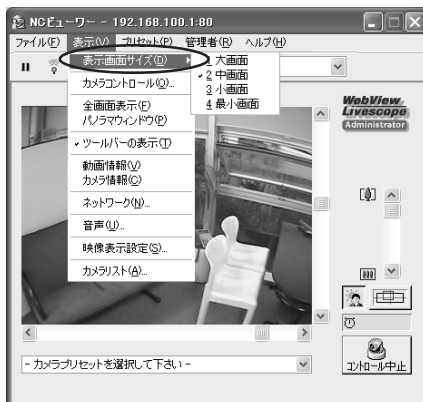 NCビューワー - 192.168.100.1:80
ファイル(F) 表示(V) プリセット(P) 管理者(R) ヘルプ(H)
表示画面サイズ(D)
1 大画面
2 中画面
3 小画面
4 最小画面
カメラコントロール(O)...
全画面表示(F)
パノラマウィンドウ(P)
ツールバーの表示(T)
動画情報(V)
カメラ情報(C)
ネットワーク(N)...
音声(U)...
映像表示設定(S)...
カメラリスト(A)...
WebView
Livescope
Administrator
- カメラプリセットを選択して下さい -
コントロール中止